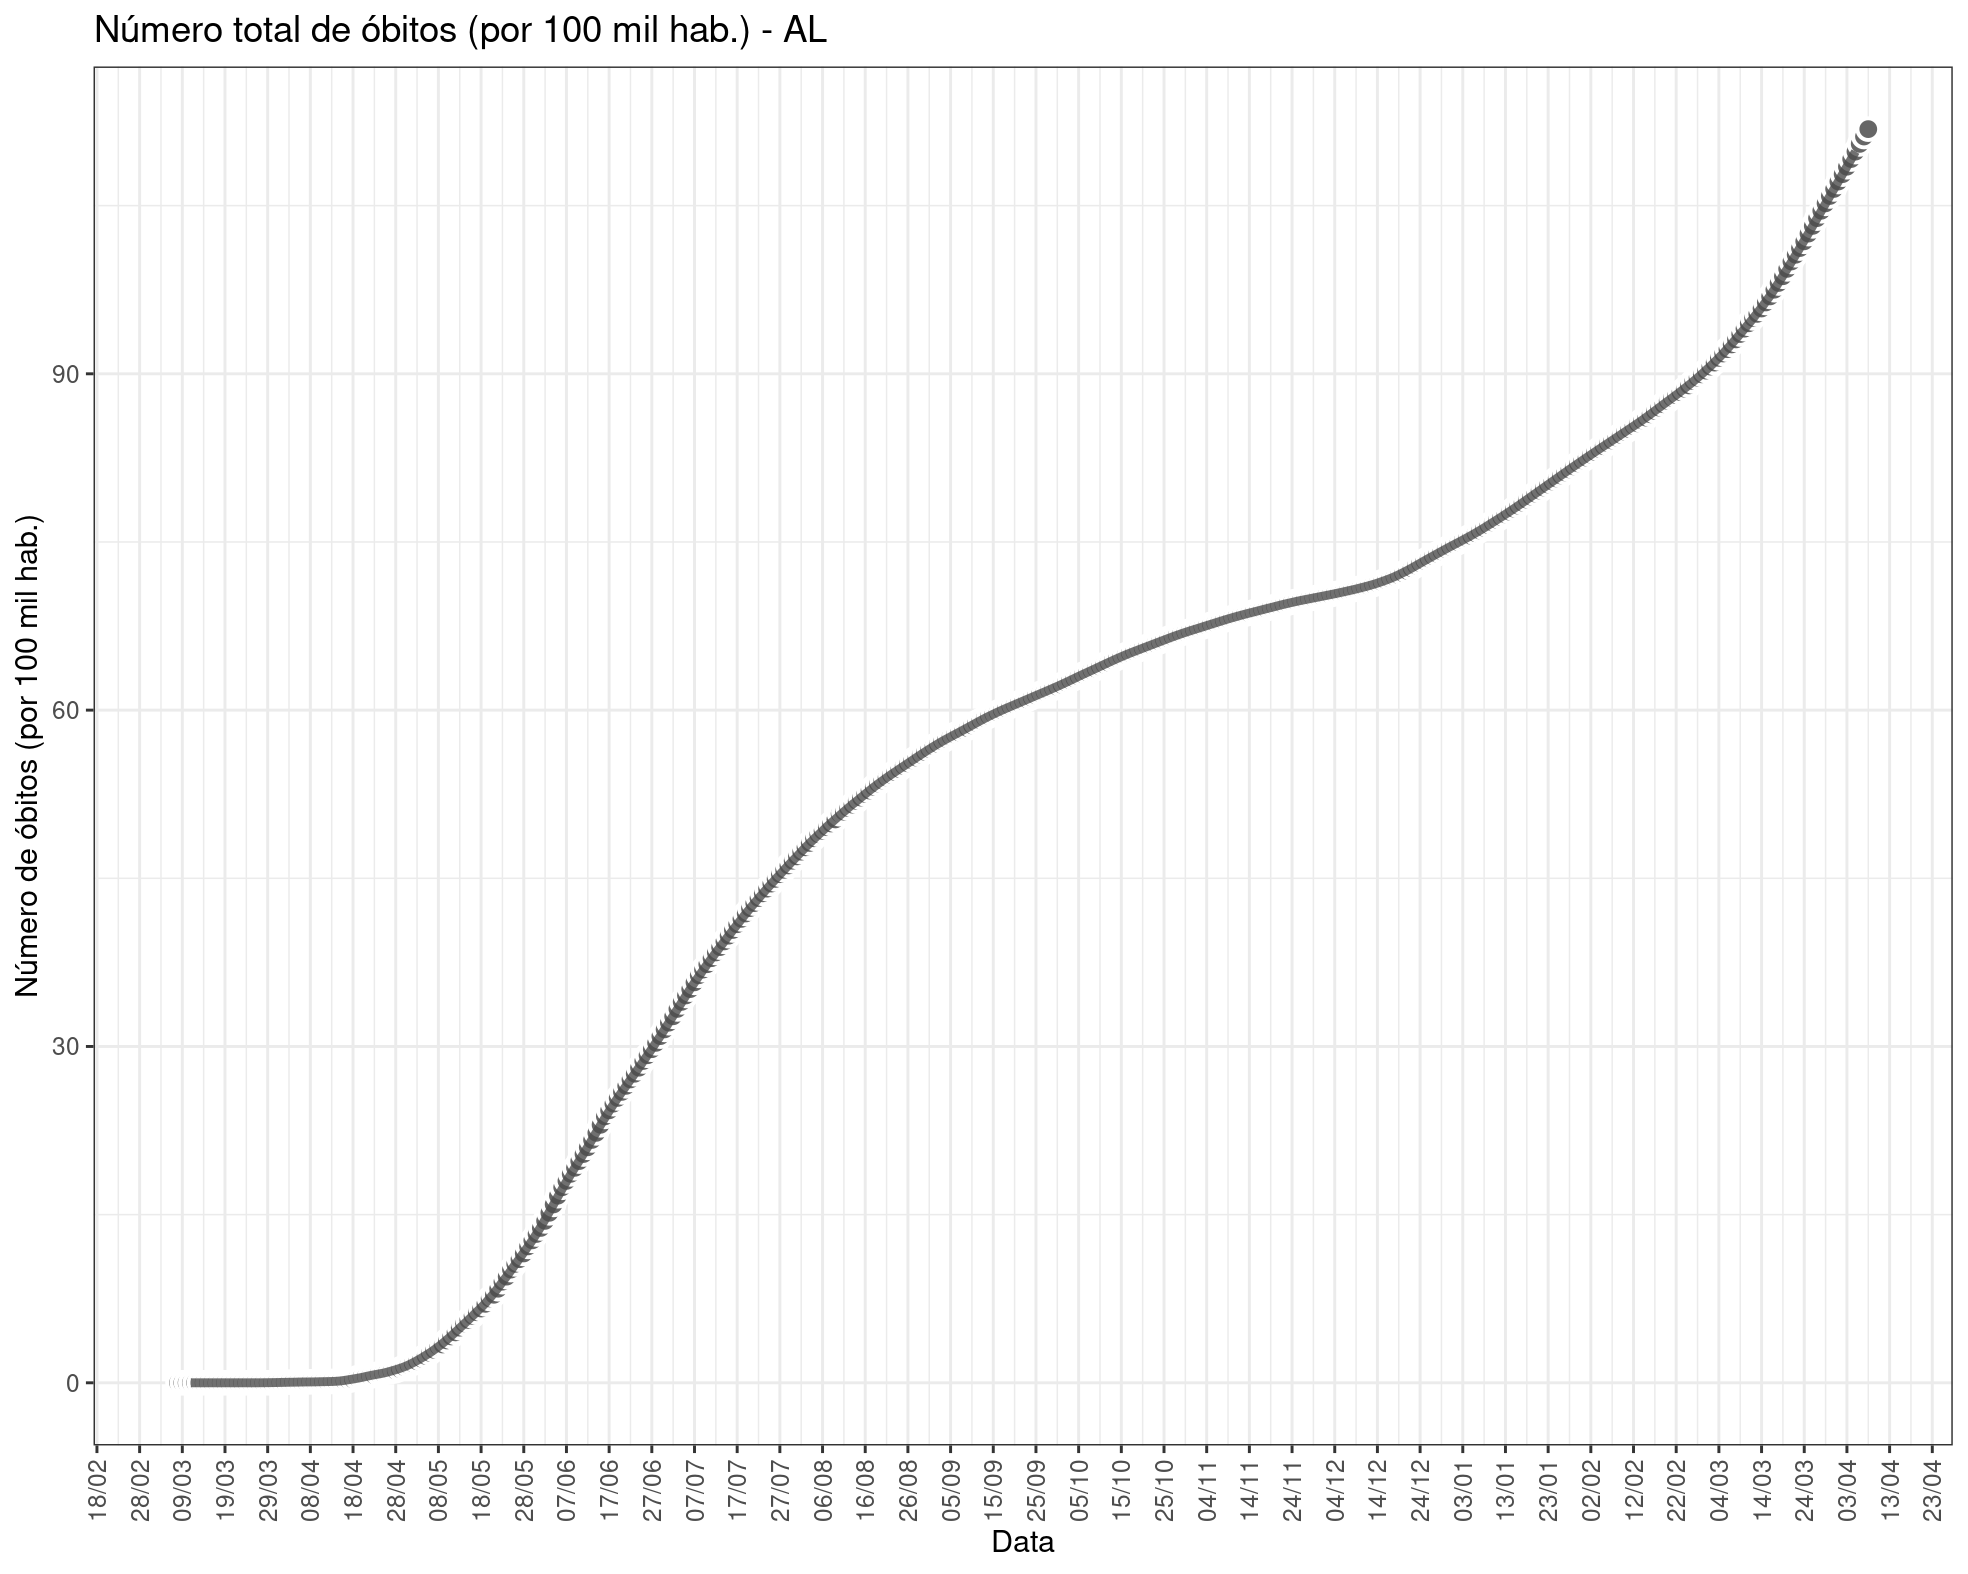 Número total de óbitos (por 100 mil hab.) - AL
Número de óbitos (por 100 mil hab.)
90
60
30
0
18/02 28/02 09/03 19/03 29/03 08/04 18/04 28/04 08/05 18/05 28/05 07/06 17/06 27/06 07/07 17/07 27/07 06/08 16/08 26/08 05/09 15/09 25/09 05/10 15/10 25/10 04/11 14/11 24/11 04/12 14/12 24/12 03/01 13/01 23/01 02/02 12/02 22/02 04/03 14/03 24/03 03/04 13/04 23/04
Data